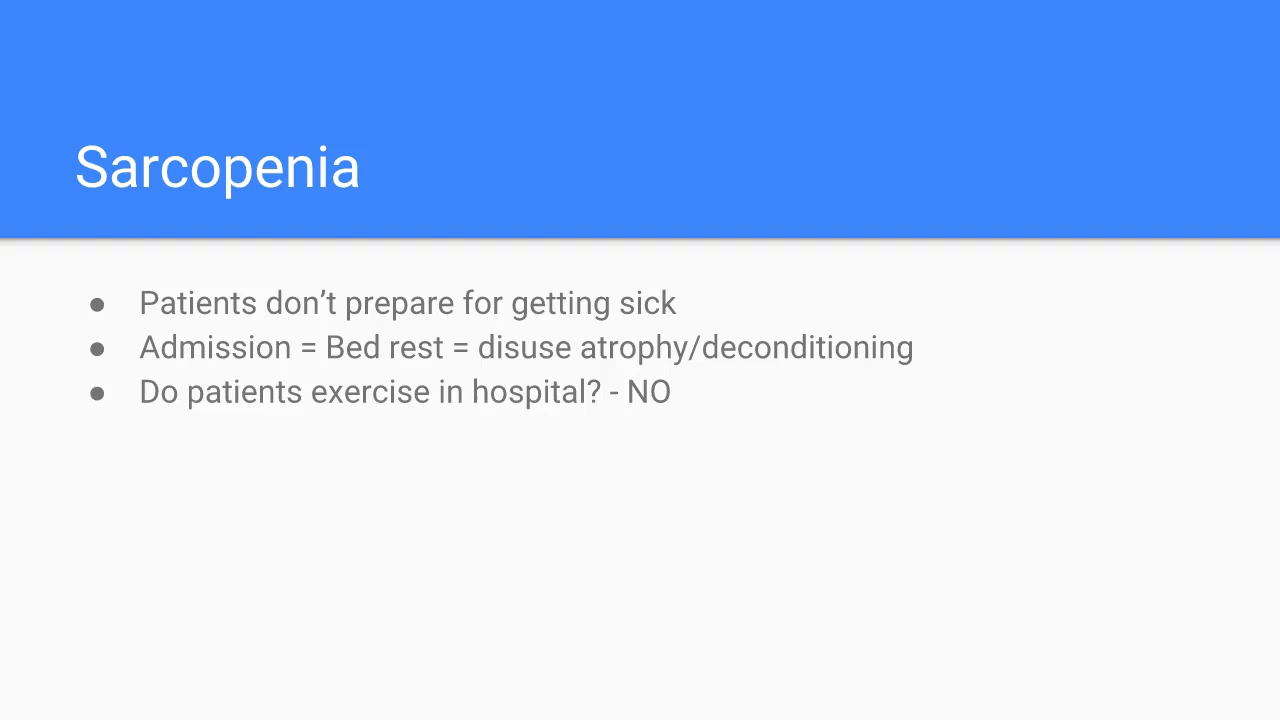 Sarcopenia
● Patients don’t prepare for getting sick
● Admission = Bed rest = disuse atrophy/deconditioning
● Do patients exercise in hospital? - NO